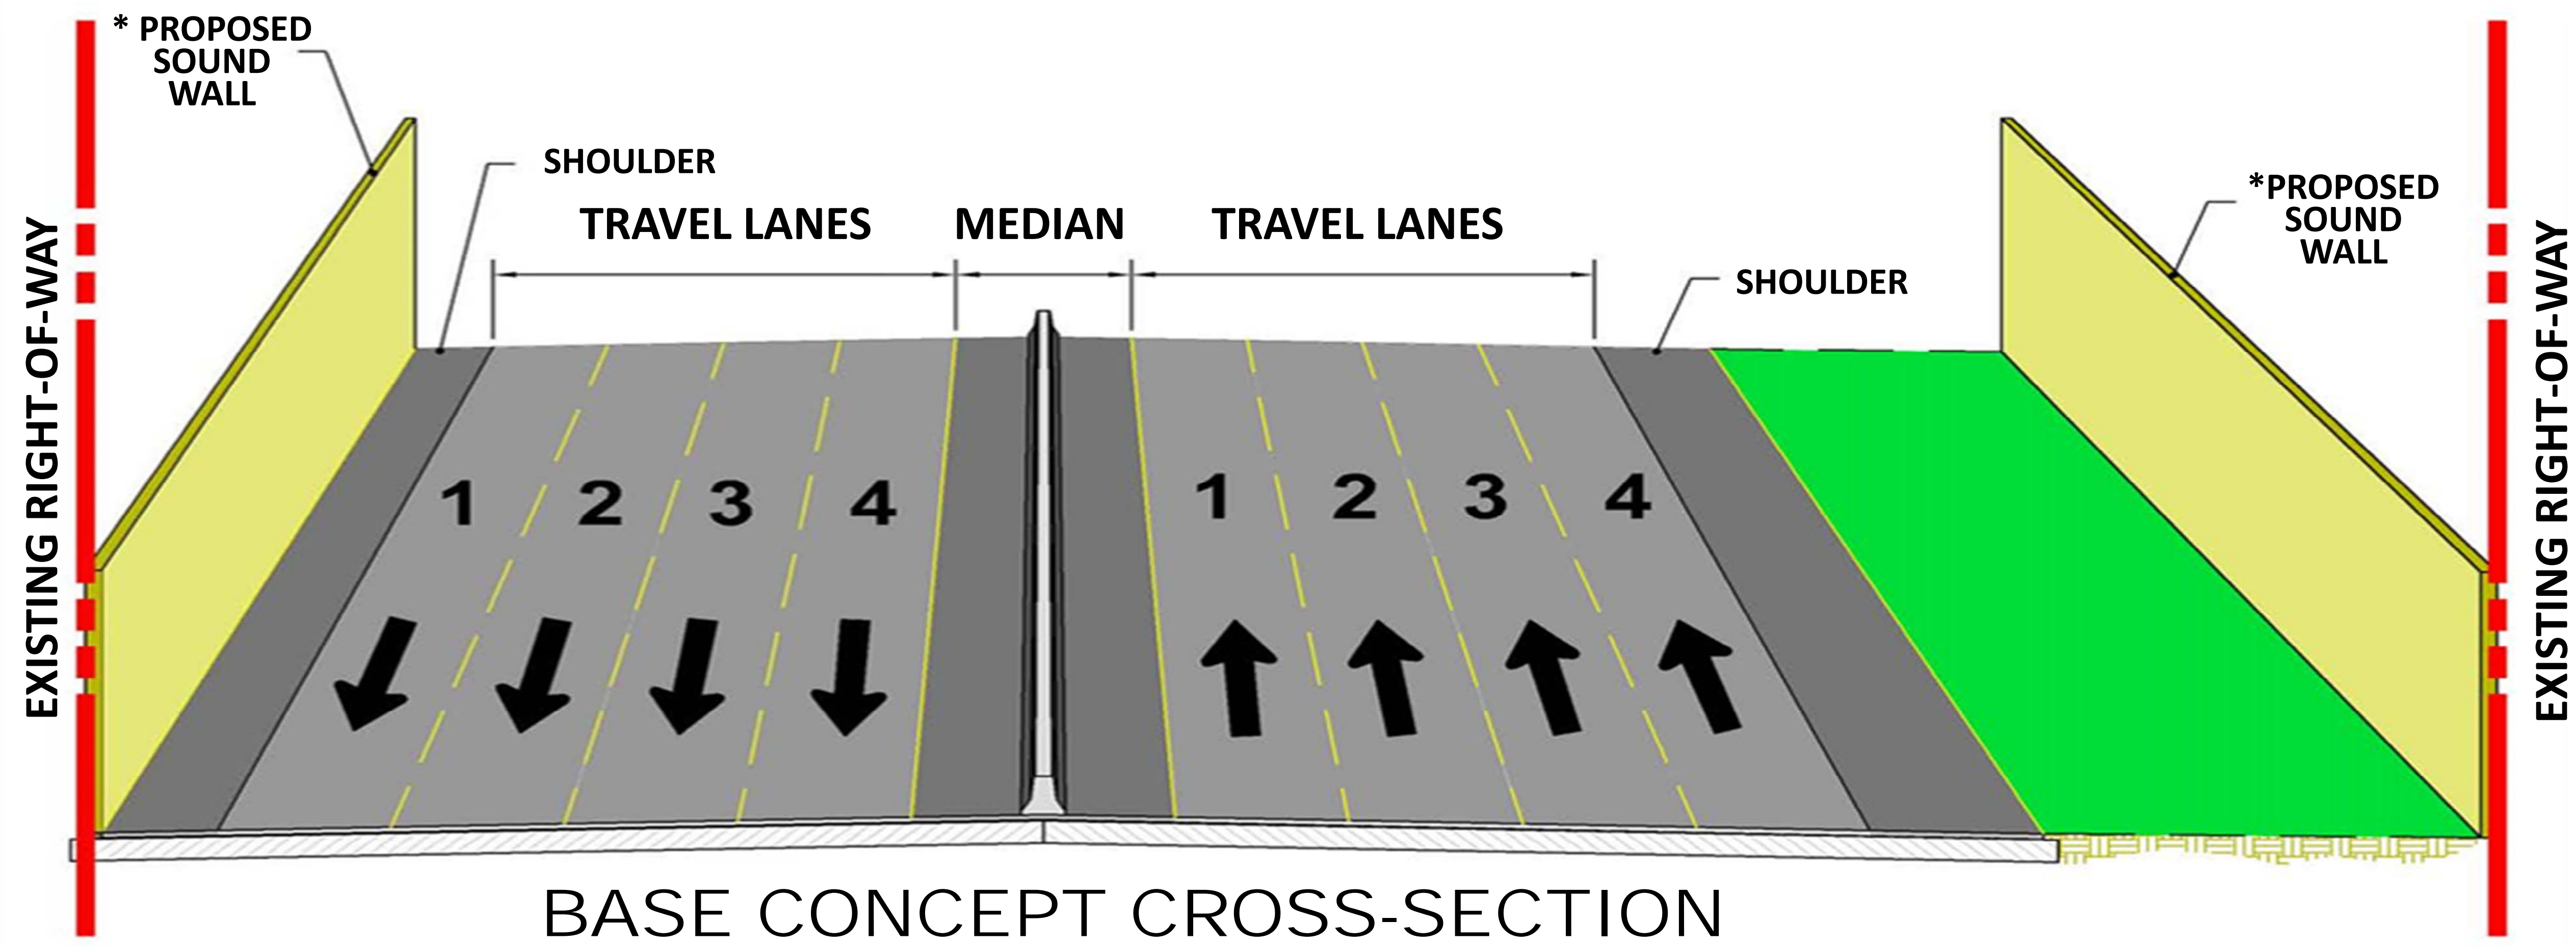 * PROPOSED
SOUND
WALL
SHOULDER
TRAVEL LANES
MEDIAN
TRAVEL LANES
SHOULDER
*PROPOSED
SOUND
WALL
EXISTING RIGHT-OF-WAY
EXISTING RIGHT-OF-WAY
1 2 3 4 1 2 3 4
BASE CONCEPT CROSS-SECTION